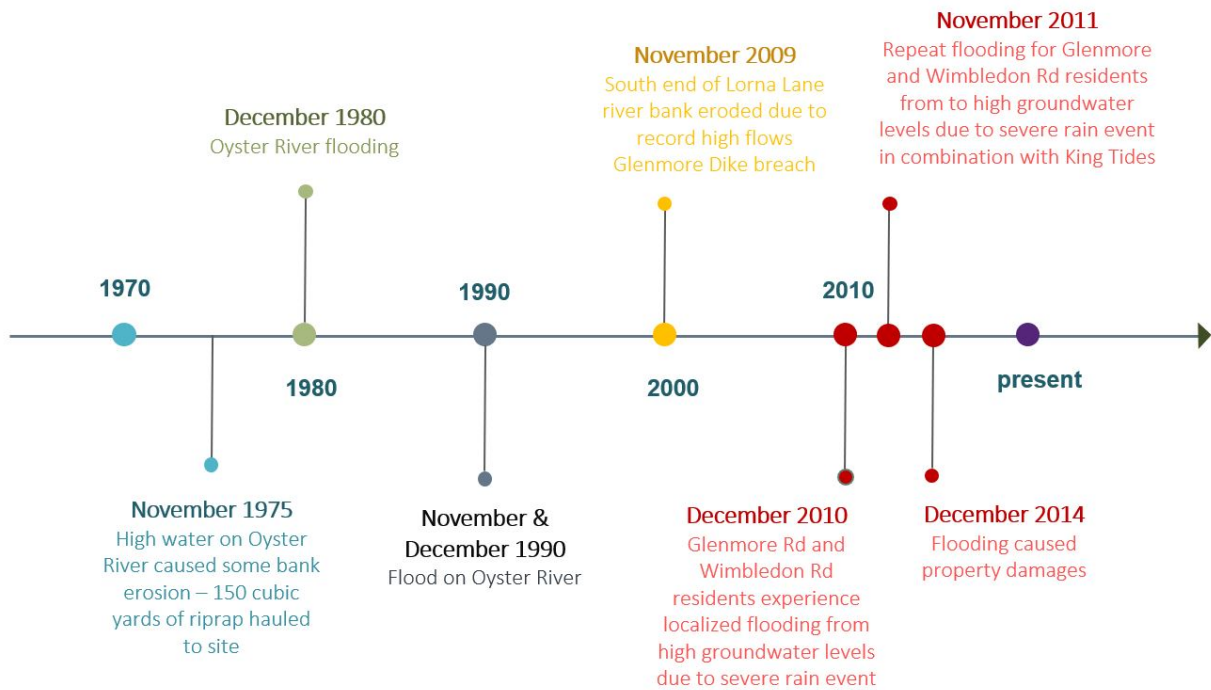 November 2011
Repeat flooding for Glenmore
and Wimbledon Rd residents
from to high groundwater
levels due to severe rain event
in combination with King Tides
November 2009
South end of Lorna Lane
river bank eroded due to
record high flows
Glenmore Dike breach
December 1980
Oyster River flooding
1970
1990
2010
1980
2000
present
November 1975
High water on Oyster
River caused some bank
erosion – 150 cubic
yards of riprap hauled
to site
November &
December 1990
Flood on Oyster River
December 2010
Glenmore Rd and
Wimbledon Rd
residents experience
localized flooding from
high groundwater levels
due to severe rain event
December 2014
Flooding caused
property damages